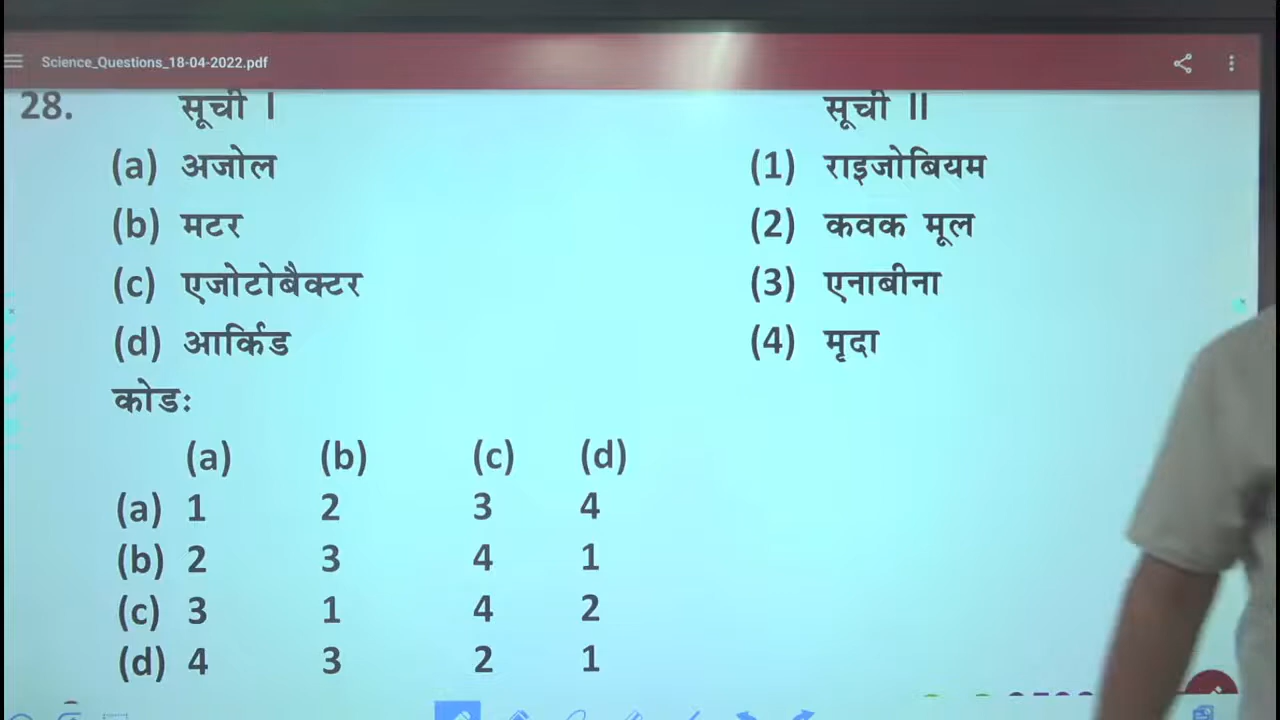 Science_Questions_18-04-2022.pdf
28. सूची I सूची II
(a) अजोल (1) राइजोबियम
(b) मटर (2) कवक मूल
(c) एजोटोबैक्टर (3) एनाबीना
(d) आर्किड (4) मृदा
कोडः
(a) (b) (c) (d)
(a) 1 2 3 4
(b) 2 3 4 1
(c) 3 1 4 2
(d) 4 3 2 1